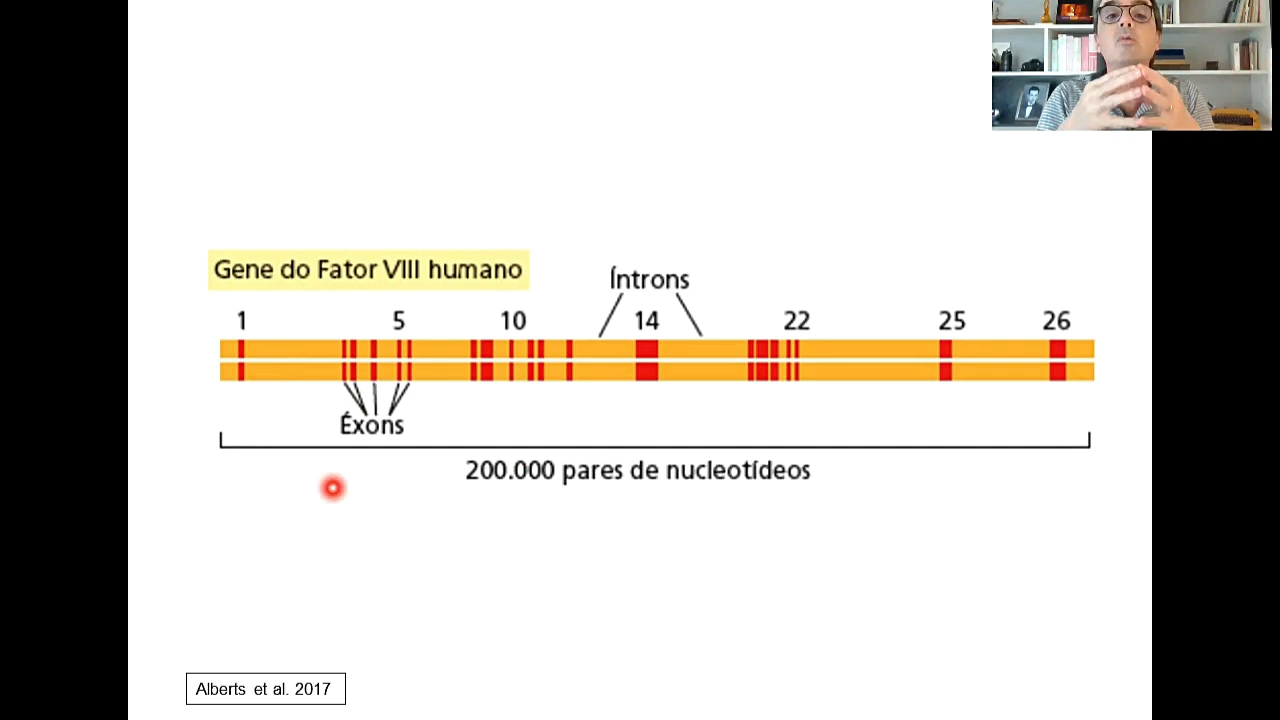 Gene do Fator VIII humano
Íntrons
1 5 10 14 22 25 26
Éxons
200.000 pares de nucleotídeos
Alberts et al. 2017